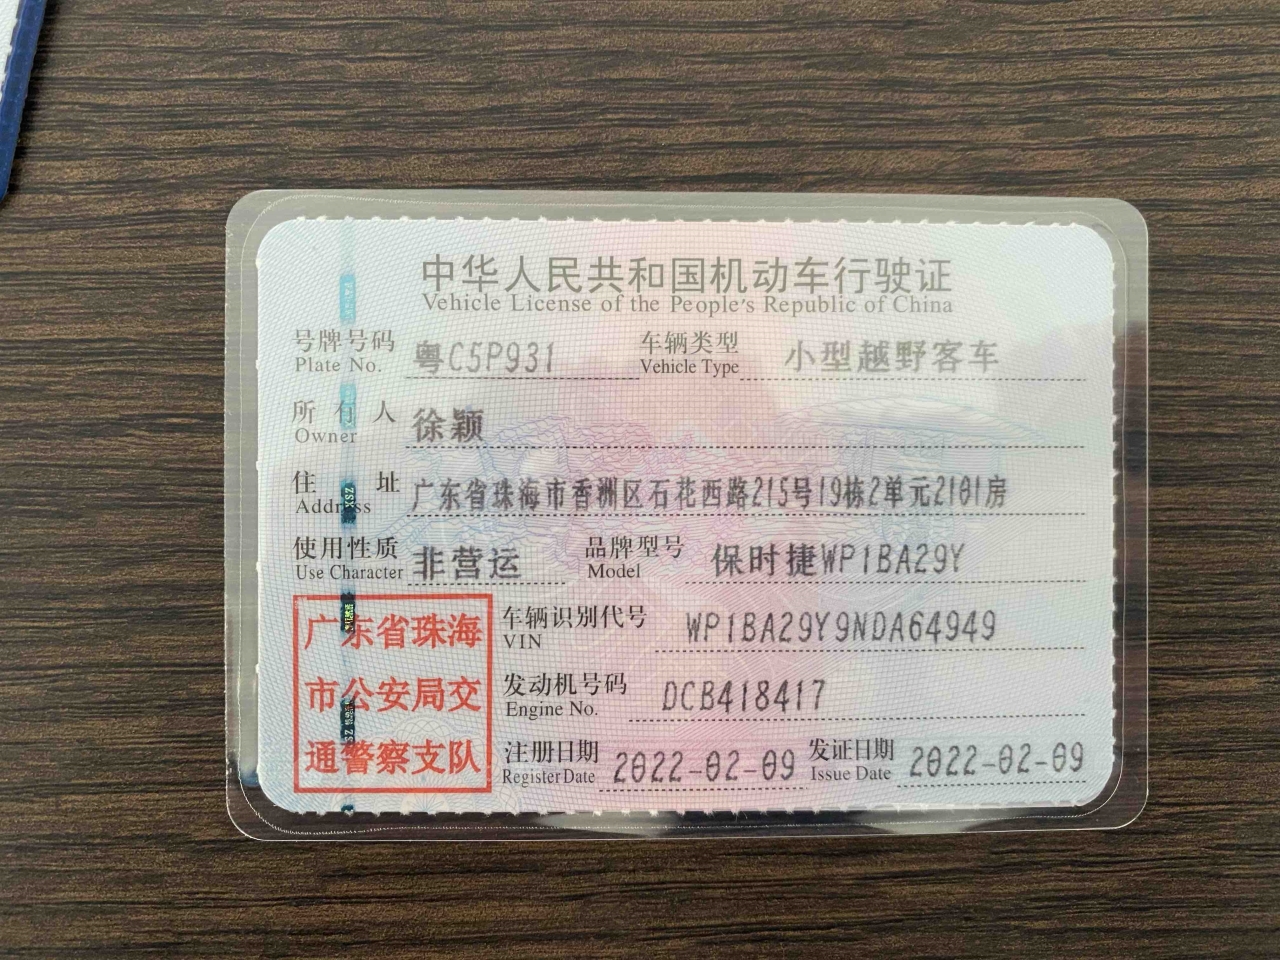 中华人民共和国机动车行驶证
Vehicle License of the People's Republic of China
号牌号码 粤C5P931 车辆类型 小型越野客车
Plate No. Vehicle Type
所有人 徐颖
Owner
住址 广东省珠海市香洲区石花西路215号19栋2单元2101房
Address
使用性质 非营运 品牌型号 保时捷WP1BA29Y
Use Character Model
广东省珠海
市公安局交
通警察支队
车辆识别代号 WP1BA29Y9NDA64949
VIN
发动机号码 DCB418417
Engine No.
注册日期 2022-02-09 发证日期 2022-02-09
Register Date Issue Date